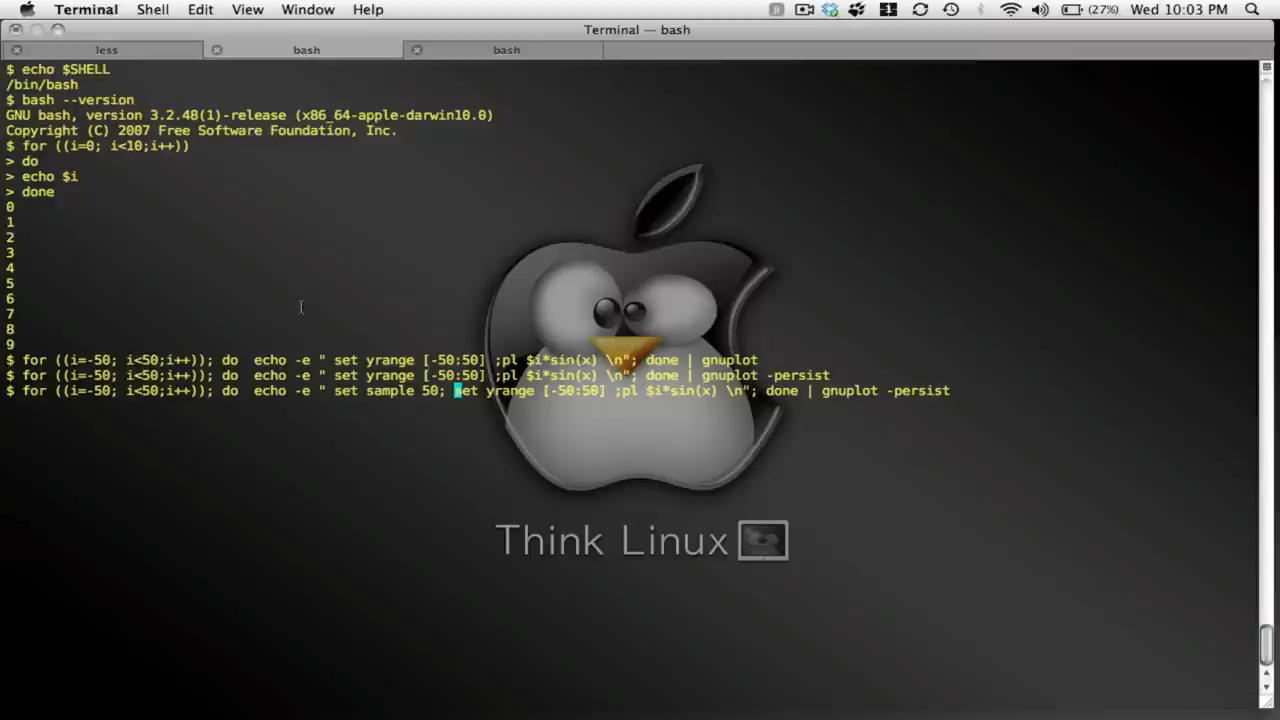 Terminal Shell Edit View Window Help (27%) Wed 10:03 PM
Terminal — bash
less bash bash
$ echo $SHELL
/bin/bash
$ bash --version
GNU bash, version 3.2.48(1)-release (x86_64-apple-darwin10.0)
Copyright (C) 2007 Free Software Foundation, Inc.
$ for ((i=0; i<10;i++))
> do
> echo $i
> done
0
1
2
3
4
5
6
7
8
9
$ for ((i=-50; i<50;i++)); do  echo -e " set yrange [-50:50] ;pl $i*sin(x) \n"; done | gnuplot
$ for ((i=-50; i<50;i++)); do  echo -e " set yrange [-50:50] ;pl $i*sin(x) \n"; done | gnuplot -persist
$ for ((i=-50; i<50;i++)); do  echo -e " set sample 50; set yrange [-50:50] ;pl $i*sin(x) \n"; done | gnuplot -persist
Think Linux